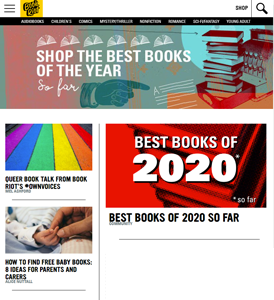 BOOK RIOT
SHOP
AUDIOBOOKS CHILDREN'S COMICS MYSTERY/THRILLER NONFICTION ROMANCE SCI-FI/FANTASY YOUNG ADULT
SHOP THE BEST BOOKS
OF THE YEAR
so far
QUEER BOOK TALK FROM BOOK
RIOT'S #OWNVOICES
MEL ASHFORD
HOW TO FIND FREE BABY BOOKS:
8 IDEAS FOR PARENTS AND
CARERS
ALICE NUTTALL
BEST BOOKS OF
2020*
* so far
BEST BOOKS OF 2020 SO FAR
COMMUNITY